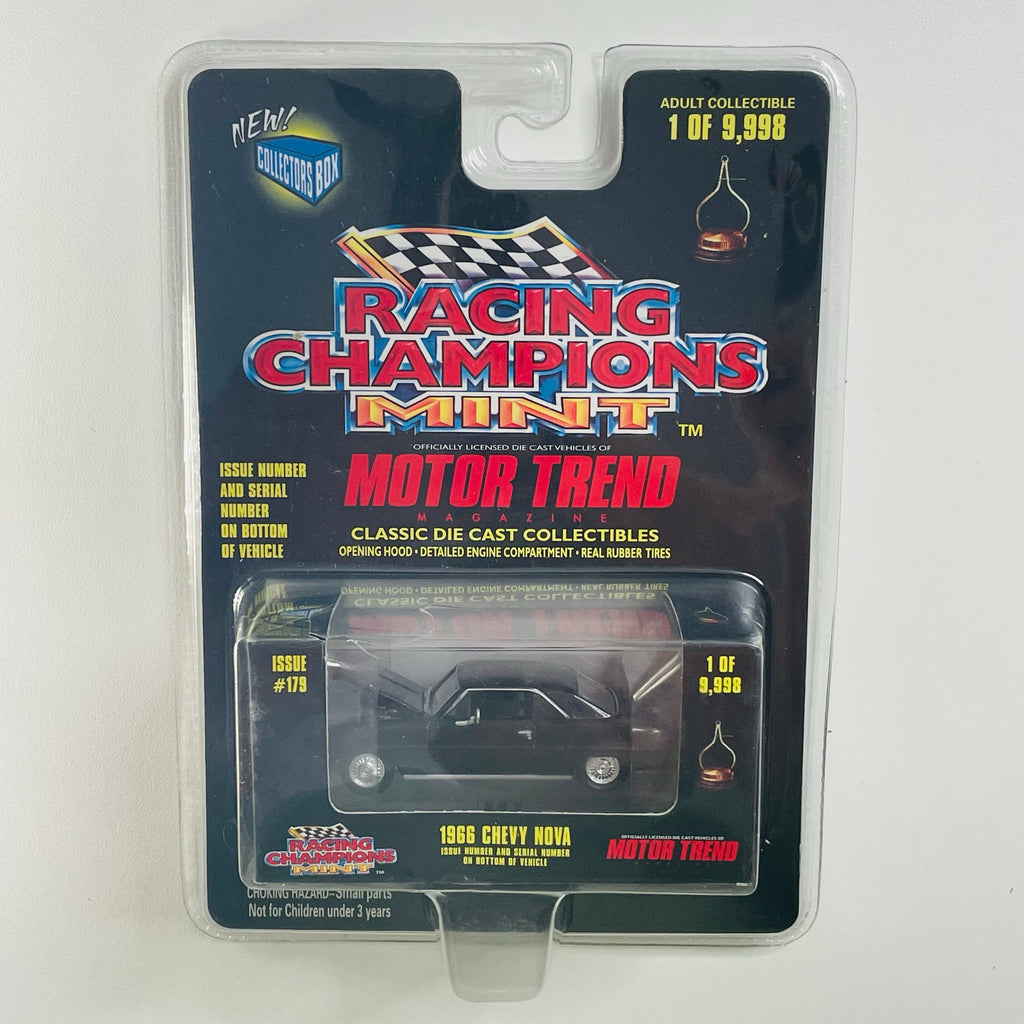 NEW!
COLLECTORS BOX
ADULT COLLECTIBLE
1 OF 9,998
RACING
CHAMPIONS
MINT™
OFFICIALLY LICENSED DIE CAST VEHICLES OF
MOTOR TREND
MAGAZINE
CLASSIC DIE CAST COLLECTIBLES
OPENING HOOD • DETAILED ENGINE COMPARTMENT • REAL RUBBER TIRES
ISSUE NUMBER
AND SERIAL
NUMBER
ON BOTTOM
OF VEHICLE
ISSUE
#179
1 OF
9,998
RACING
CHAMPIONS
MINT™
1966 CHEVY NOVA
ISSUE NUMBER AND SERIAL NUMBER
ON BOTTOM OF VEHICLE
OFFICIALLY LICENSED DIE CAST VEHICLES OF
MOTOR TREND
CHOKING HAZARD-Small parts
Not for Children under 3 years